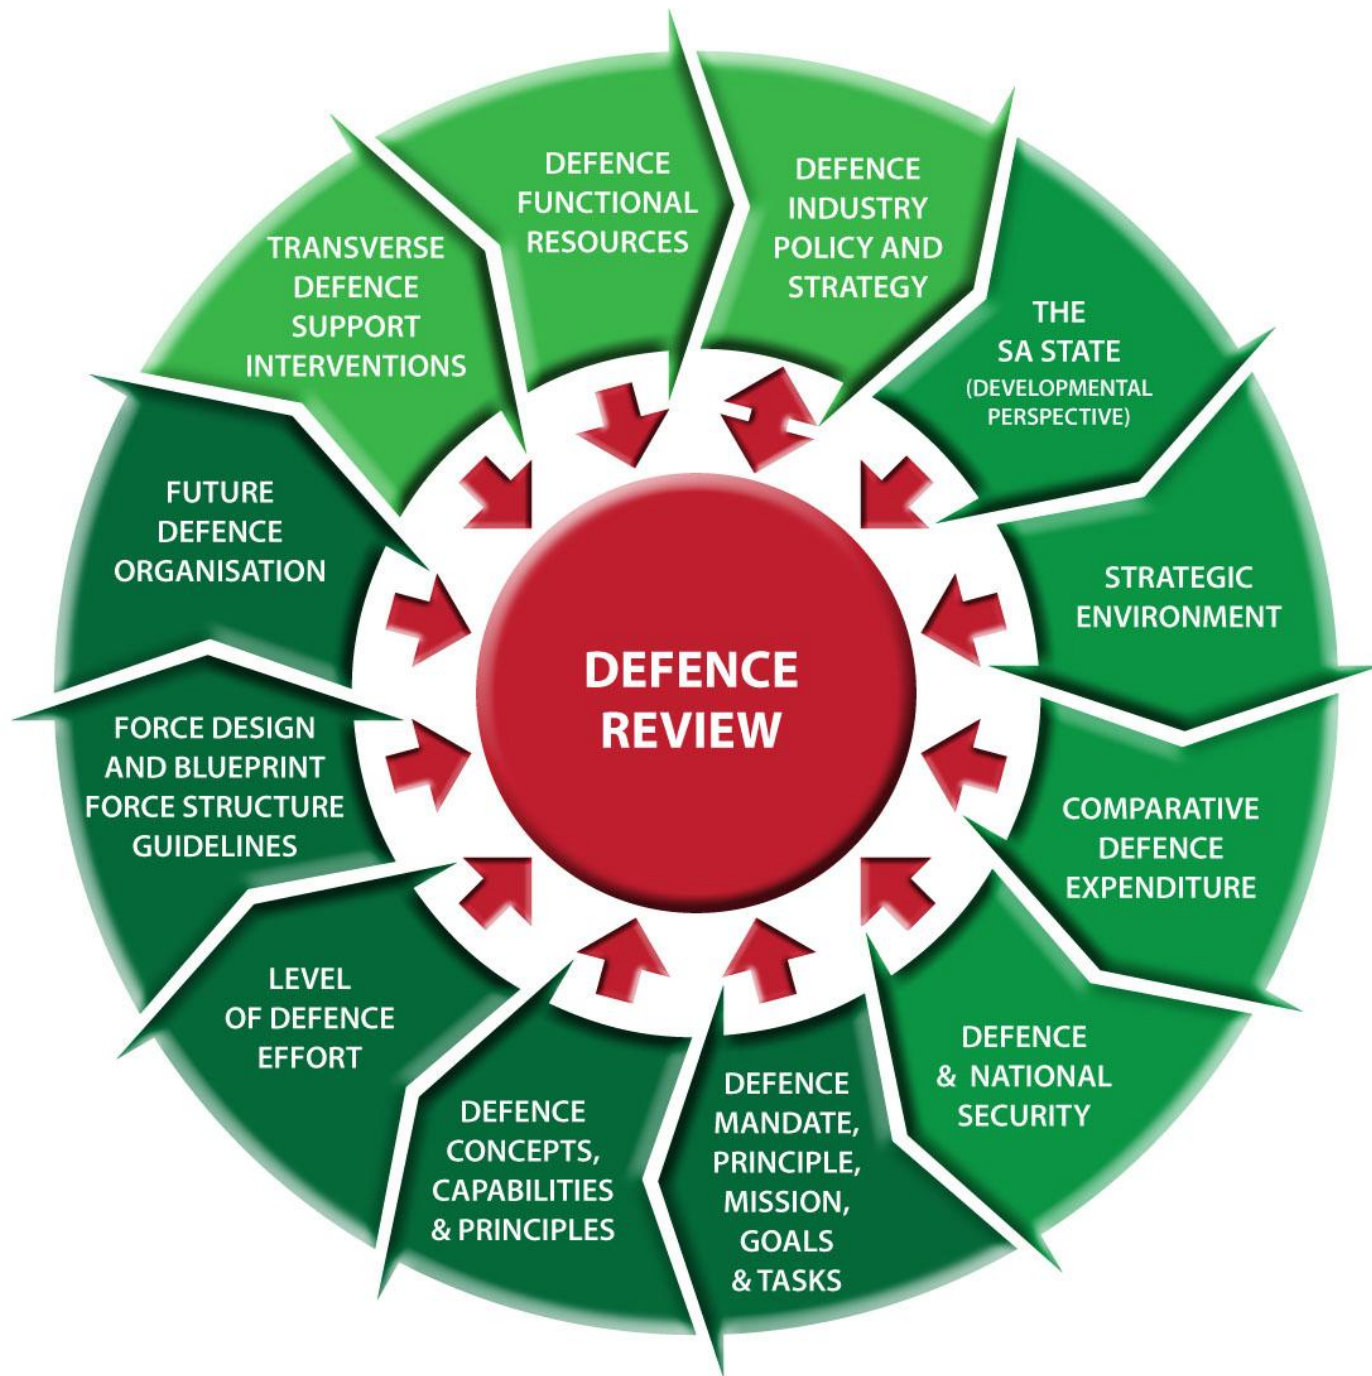 DEFENCE
FUNCTIONAL
RESOURCES
DEFENCE
INDUSTRY
POLICY AND
STRATEGY
THE
SA STATE
(DEVELOPMENTAL
PERSPECTIVE)
STRATEGIC
ENVIRONMENT
COMPARATIVE
DEFENCE
EXPENDITURE
DEFENCE
& NATIONAL
SECURITY
DEFENCE
MANDATE,
PRINCIPLE,
MISSION,
GOALS
& TASKS
DEFENCE
CONCEPTS,
CAPABILITIES
& PRINCIPLES
LEVEL
OF DEFENCE
EFFORT
FORCE DESIGN
AND BLUEPRINT
FORCE STRUCTURE
GUIDELINES
FUTURE
DEFENCE
ORGANISATION
TRANSVERSE
DEFENCE
SUPPORT
INTERVENTIONS
DEFENCE
REVIEW